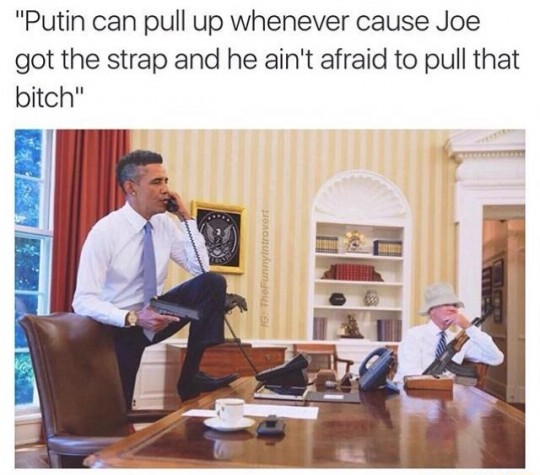 "Putin can pull up whenever cause Joe
got the strap and he ain't afraid to pull that
bitch"
IG: TheFunnyIntrovert